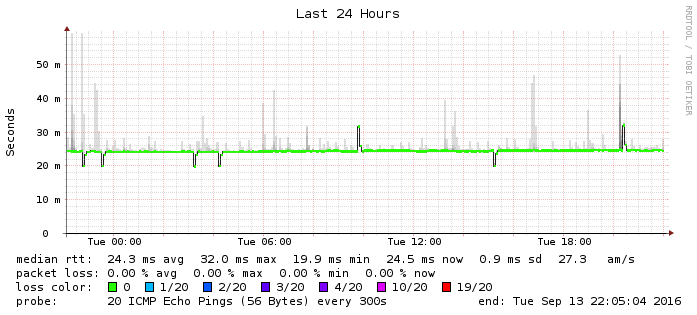 Last 24 Hours
RRDTOOL / TOBI OETIKER
Seconds
50 m
40 m
30 m
20 m
10 m
0
Tue 00:00 Tue 06:00 Tue 12:00 Tue 18:00
median rtt: 24.3 ms avg 32.0 ms max 19.9 ms min 24.5 ms now 0.9 ms sd 27.3 am/s
packet loss: 0.00 % avg 0.00 % max 0.00 % min 0.00 % now
loss color: 0 1/20 2/20 3/20 4/20 10/20 19/20
probe: 20 ICMP Echo Pings (56 Bytes) every 300s end: Tue Sep 13 22:05:04 2016